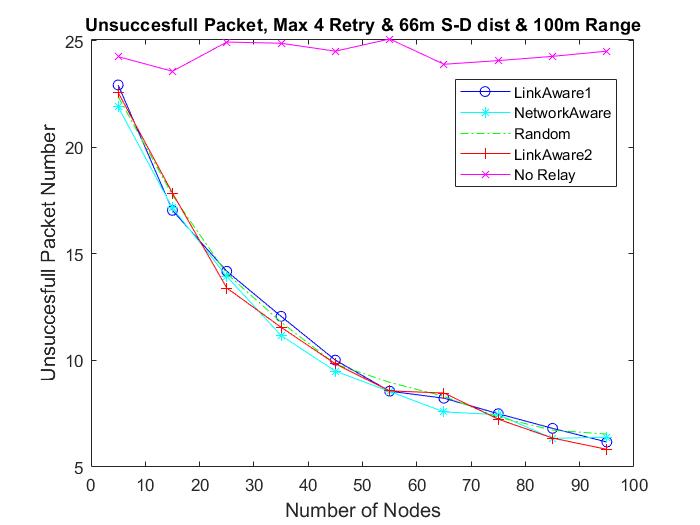 Unsuccesfull Packet, Max 4 Retry & 66m S-D dist & 100m Range
25
20
15
10
5
Unsuccesfull Packet Number
LinkAware1
NetworkAware
Random
LinkAware2
No Relay
0 10 20 30 40 50 60 70 80 90 100
Number of Nodes